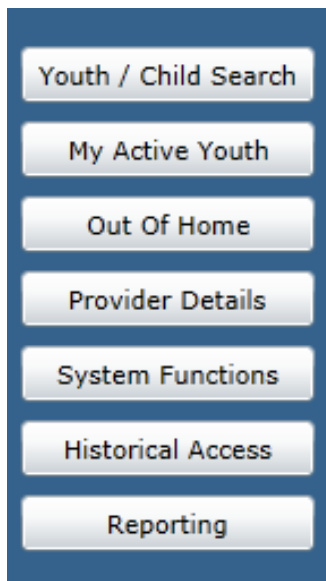 Youth / Child Search
My Active Youth
Out Of Home
Provider Details
System Functions
Historical Access
Reporting